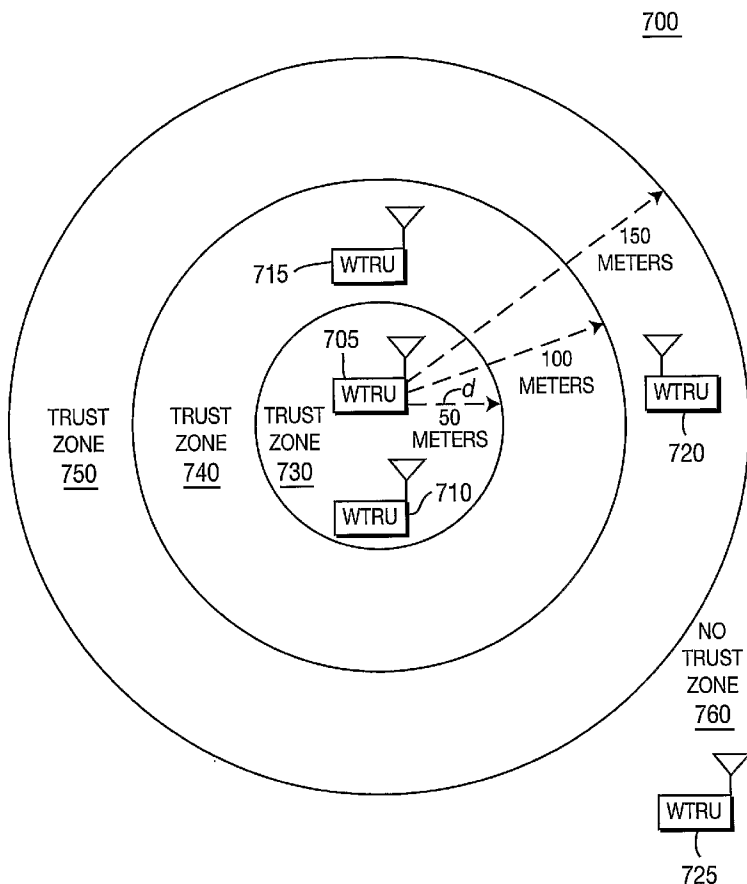 700
WTRU
715
150
METERS
705
WTRU
100
METERS
d
50
METERS
WTRU
720
TRUST
ZONE
750
TRUST
ZONE
740
TRUST
ZONE
730
WTRU
710
NO
TRUST
ZONE
760
WTRU
725